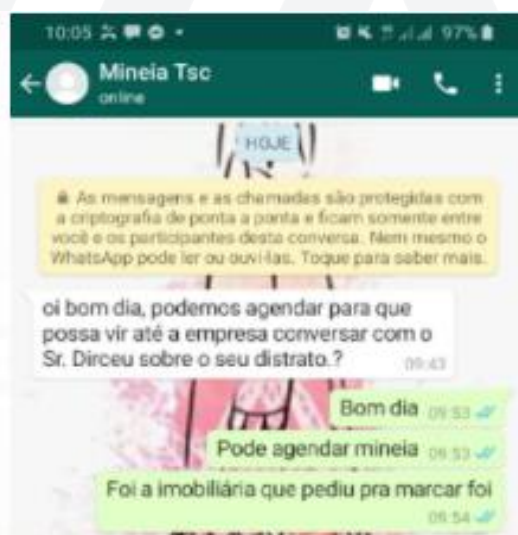 10:05
97%
Mineia Tsc
online
HOJE
As mensagens e as chamadas são protegidas com
a criptografia de ponta a ponta e ficam somente entre
você e os participantes desta conversa. Nem mesmo o
WhatsApp pode ler ou ouvi-las. Toque para saber mais.
oi bom dia, podemos agendar para que
possa vir até a empresa conversar com o
Sr. Dirceu sobre o seu distrato.?
09:43
Bom dia 09:53
Pode agendar mineia 09:53
Foi a imobiliária que pediu pra marcar foi
09:54